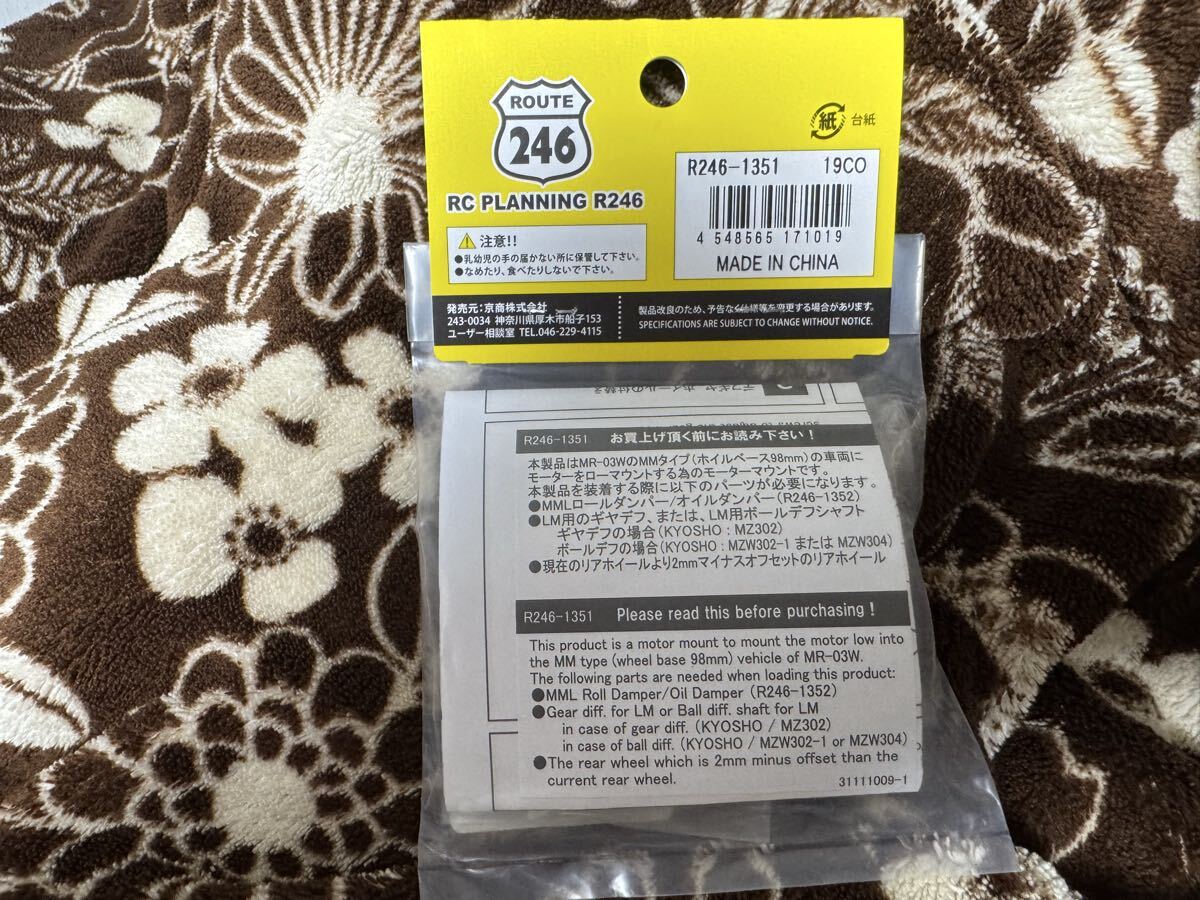 ROUTE
246
RC PLANNING R246
紙 台紙
R246-1351 19CO
4 548565 171019
MADE IN CHINA
注意!!
●乳幼児の手の届かない所に保管して下さい。
●なめたり、食べたりしないで下さい。
発売元：京商株式会社
243-0034 神奈川県厚木市船子153
ユーザー相談室 TEL.046-229-4115
製品改良のため、予告なく仕様等を変更する場合があります。
SPECIFICATIONS ARE SUBJECT TO CHANGE WITHOUT NOTICE.
デフギヤ ホイールの付替え
R246-1351 お買上げ頂く前にお読み下さい！
本製品はMR-03WのMMタイプ(ホイルベース98mm)の車両に
モーターをローマウントする為のモーターマウントです。
本製品を装着する際に以下のパーツが必要になります。
●MMLロールダンパー/オイルダンパー(R246-1352)
●LM用のギヤデフ、または、LM用ボールデフシャフト
ギヤデフの場合(KYOSHO：MZ302)
ボールデフの場合(KYOSHO：MZW302-1 または MZW304)
●現在のリアホイールより2mmマイナスオフセットのリアホイール
R246-1351 Please read this before purchasing！
This product is a motor mount to mount the motor low into
the MM type (wheel base 98mm) vehicle of MR-03W.
The following parts are needed when loading this product:
●MML Roll Damper/Oil Damper (R246-1352)
●Gear diff. for LM or Ball diff. shaft for LM
in case of gear diff. (KYOSHO / MZ302)
in case of ball diff. (KYOSHO / MZW302-1 or MZW304)
●The rear wheel which is 2mm minus offset than the
current rear wheel.
31111009-1